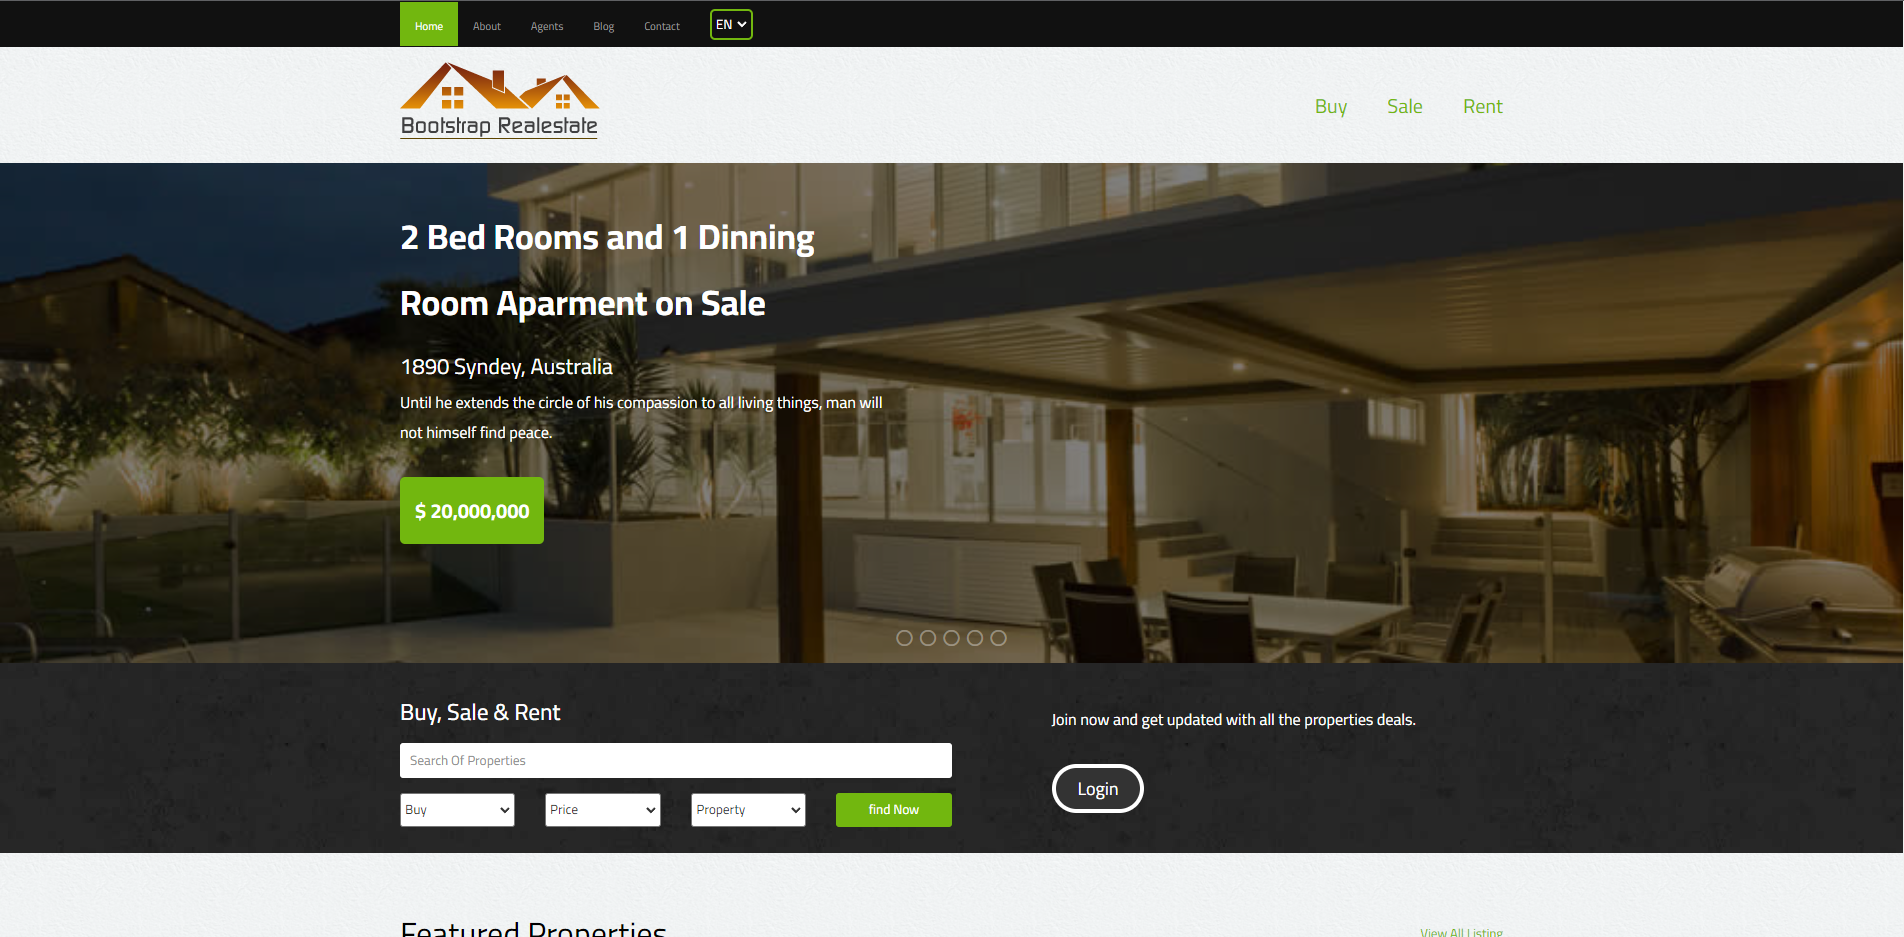 Home About Agents Blog Contact EN
Bootstrap Realestate
Buy Sale Rent
2 Bed Rooms and 1 Dinning
Room Aparment on Sale
1890 Syndey, Australia
Until he extends the circle of his compassion to all living things, man will
not himself find peace.
$ 20,000,000
Buy, Sale & Rent
Search Of Properties
Buy Price Property find Now
Join now and get updated with all the properties deals.
Login
Featured Properties
View All Listing